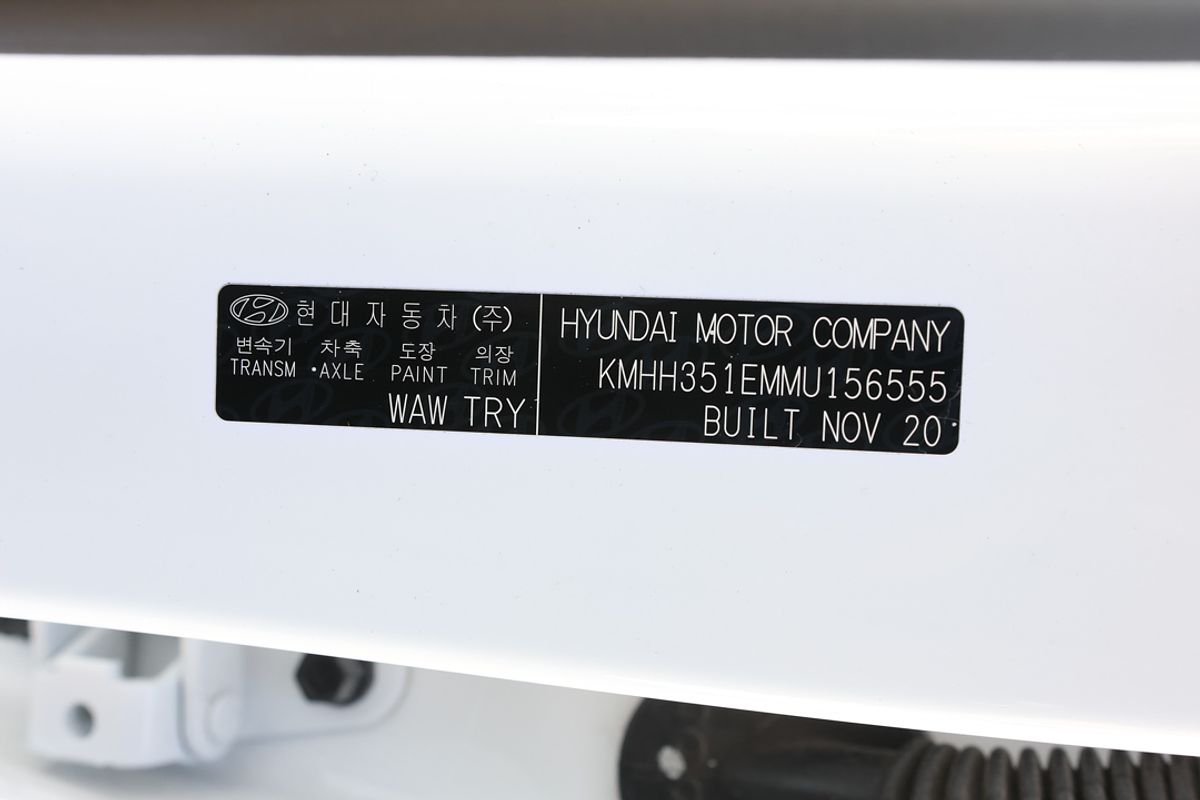 현대자동차(주)
변속기 차축 도장 의장
TRANSM •AXLE PAINT TRIM
WAW TRY
HYUNDAI MOTOR COMPANY
KMHH351EMMU156555
BUILT NOV 20